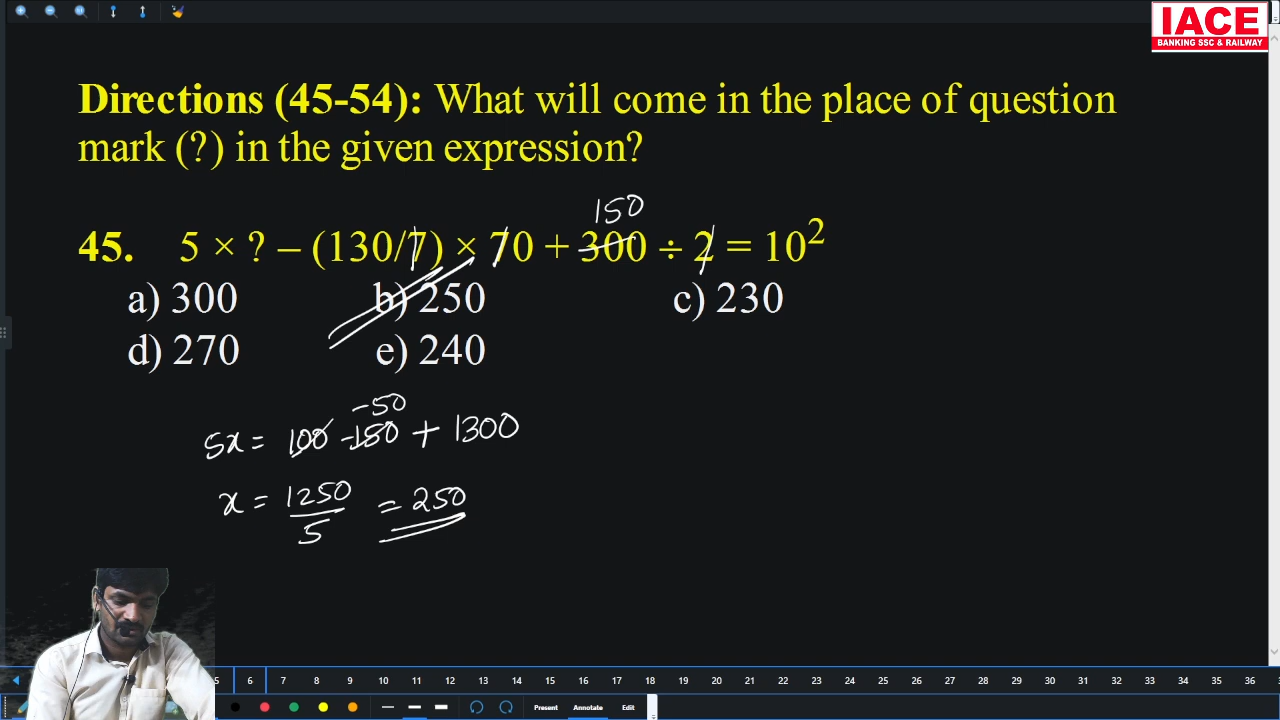 IACE
BANKING SSC & RAILWAY
Directions (45-54): What will come in the place of question
mark (?) in the given expression?
150
45. 5 × ? – (130/7) × 70 + 300 ÷ 2 = 10²
a) 300 b) 250 c) 230
d) 270 e) 240
-50
5x = 100 -150 + 1300
x = 1250/5 = 250
5 6 7 8 9 10 11 12 13 14 15 16 17 18 19 20 21 22 23 24 25 26 27 28 29 30 31 32 33 34 35 36
Present Annotate Edit